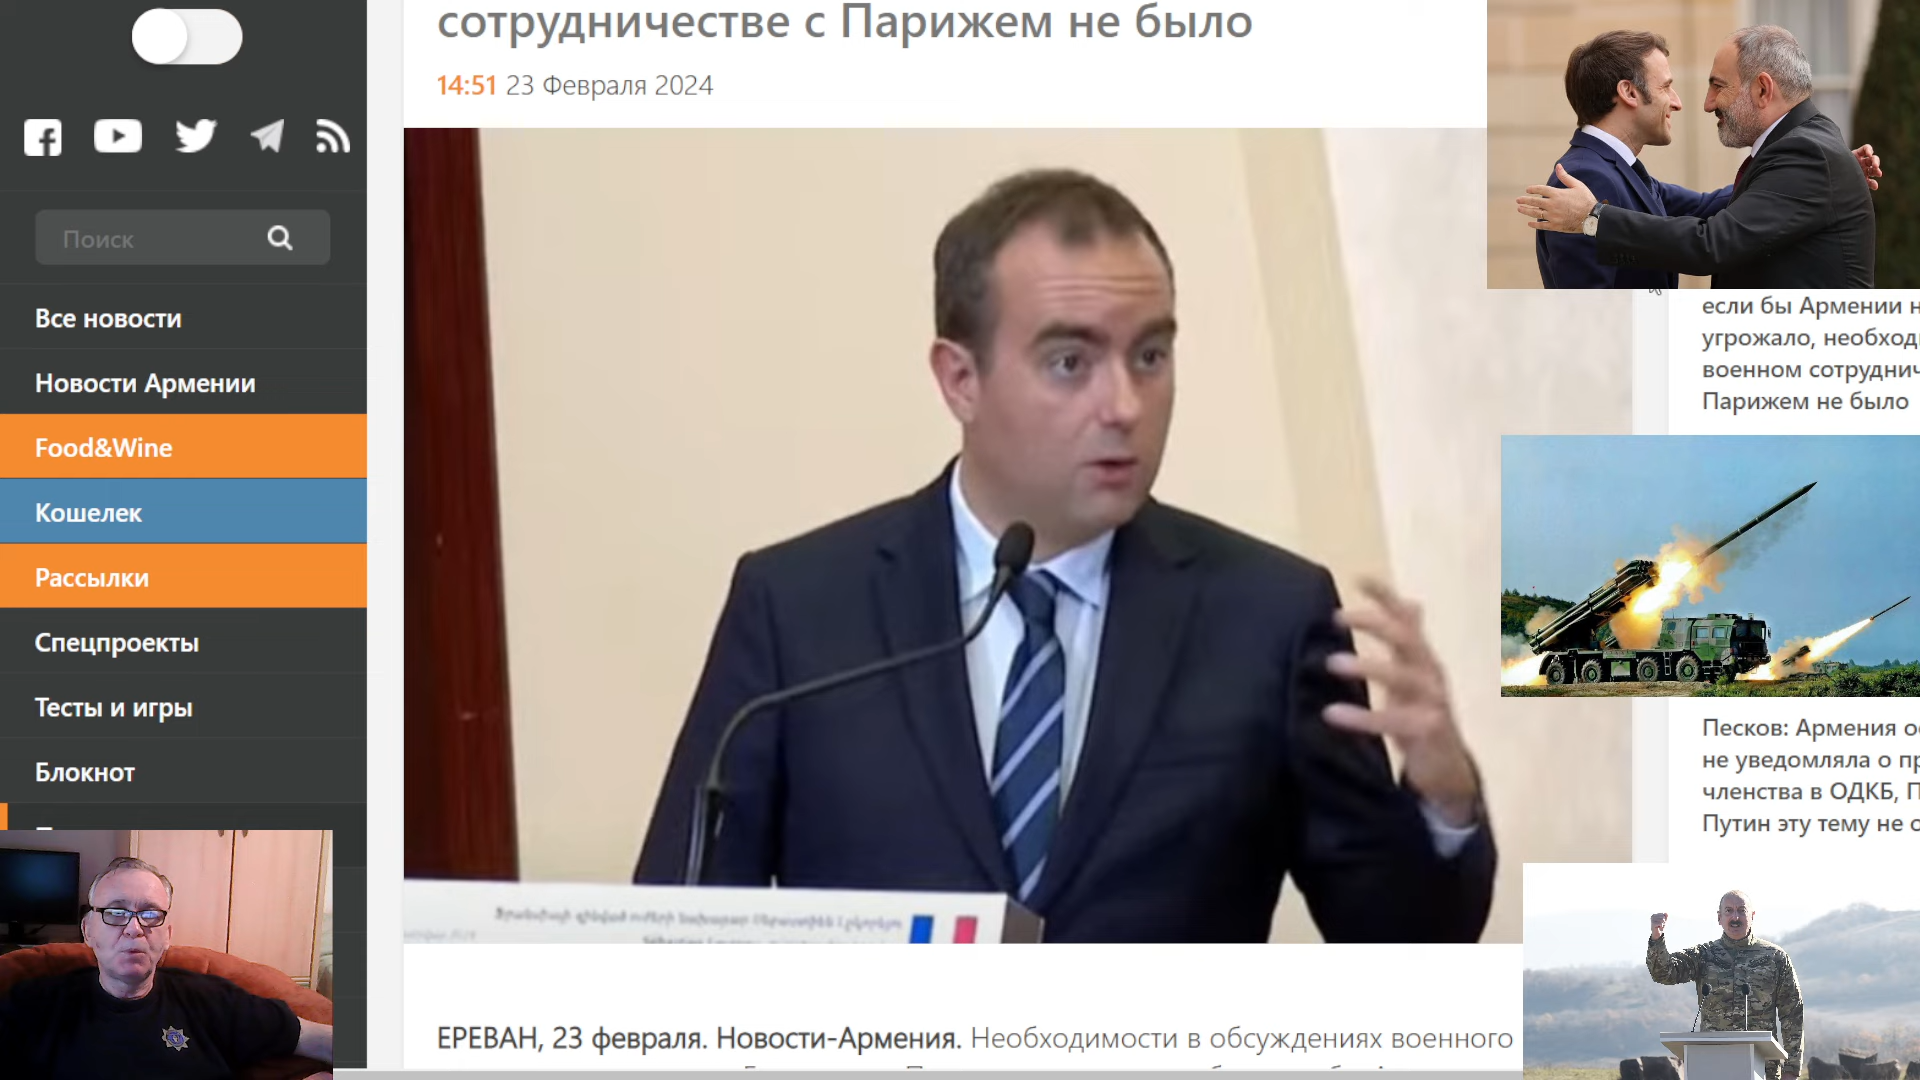 сотрудничестве с Парижем не было
14:51 23 Февраля 2024
Поиск
Все новости
Новости Армении
Food&Wine
Кошелек
Рассылки
Спецпроекты
Тесты и игры
Блокнот
ЕРЕВАН, 23 февраля. Новости-Армения. Необходимости в обсуждениях военного
если бы Армении н
угрожало, необход
военном сотруднич
Парижем не было
Песков: Армения о
не уведомляла о пр
членства в ОДКБ, П
Путин эту тему не о